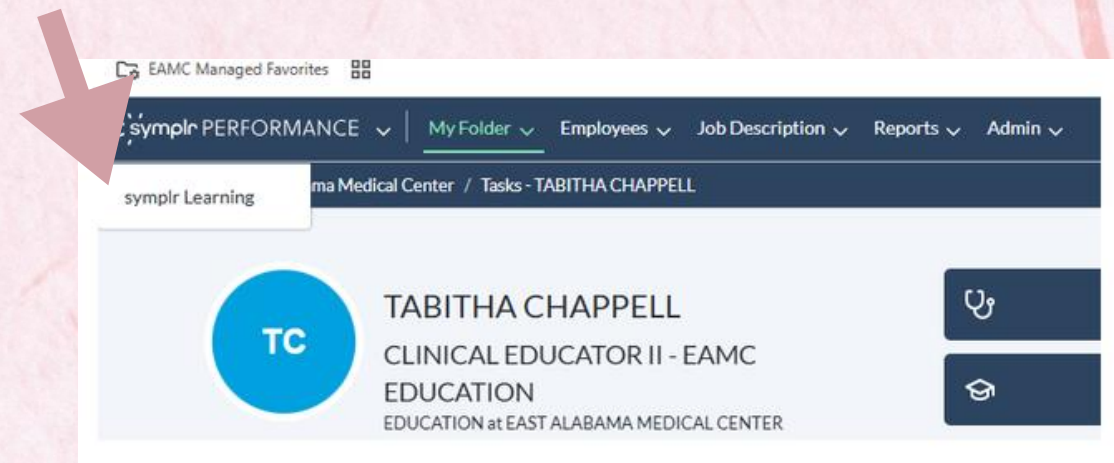 EAMC Managed Favorites
symplr PERFORMANCE My Folder Employees Job Description Reports Admin
symplr Learning
Medical Center / Tasks - TABITHA CHAPPELL
TC
TABITHA CHAPPELL
CLINICAL EDUCATOR II - EAMC
EDUCATION
EDUCATION at EAST ALABAMA MEDICAL CENTER